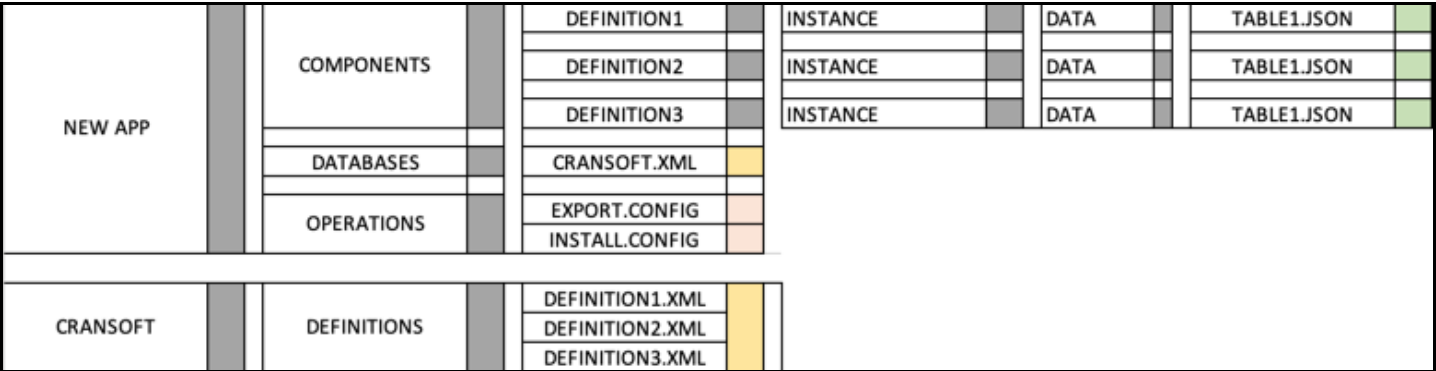 DEFINITION1 INSTANCE DATA TABLE1.JSON
COMPONENTS DEFINITION2 INSTANCE DATA TABLE1.JSON
DEFINITION3 INSTANCE DATA TABLE1.JSON
NEW APP
DATABASES CRANSOFT.XML
OPERATIONS EXPORT.CONFIG
INSTALL.CONFIG
DEFINITION1.XML
CRANSOFT DEFINITIONS DEFINITION2.XML
DEFINITION3.XML